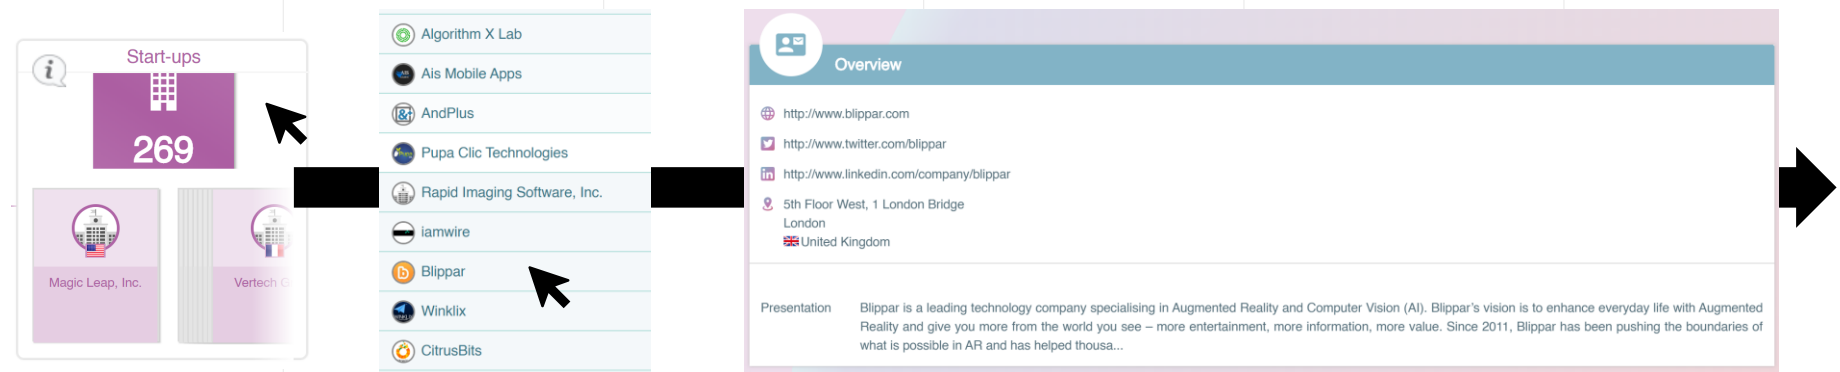 Start-ups
269
Magic Leap, Inc.
Vertech G
Algorithm X Lab
Ais Mobile Apps
AndPlus
Pupa Clic Technologies
Rapid Imaging Software, Inc.
iamwire
Blippar
Winklix
CitrusBits
Overview
http://www.blippar.com
http://www.twitter.com/blippar
http://www.linkedin.com/company/blippar
5th Floor West, 1 London Bridge
London
United Kingdom
Presentation
Blippar is a leading technology company specialising in Augmented Reality and Computer Vision (AI). Blippar’s vision is to enhance everyday life with Augmented
Reality and give you more from the world you see – more entertainment, more information, more value. Since 2011, Blippar has been pushing the boundaries of
what is possible in AR and has helped thousa...